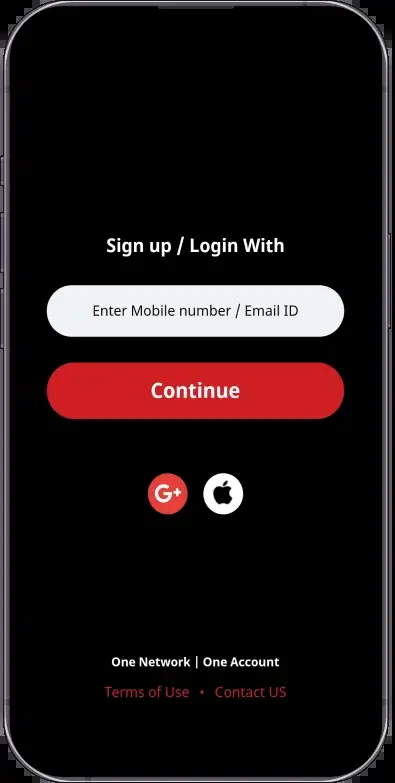 Sign up / Login With
Enter Mobile number / Email ID
Continue
G+
One Network | One Account
Terms of Use • Contact US